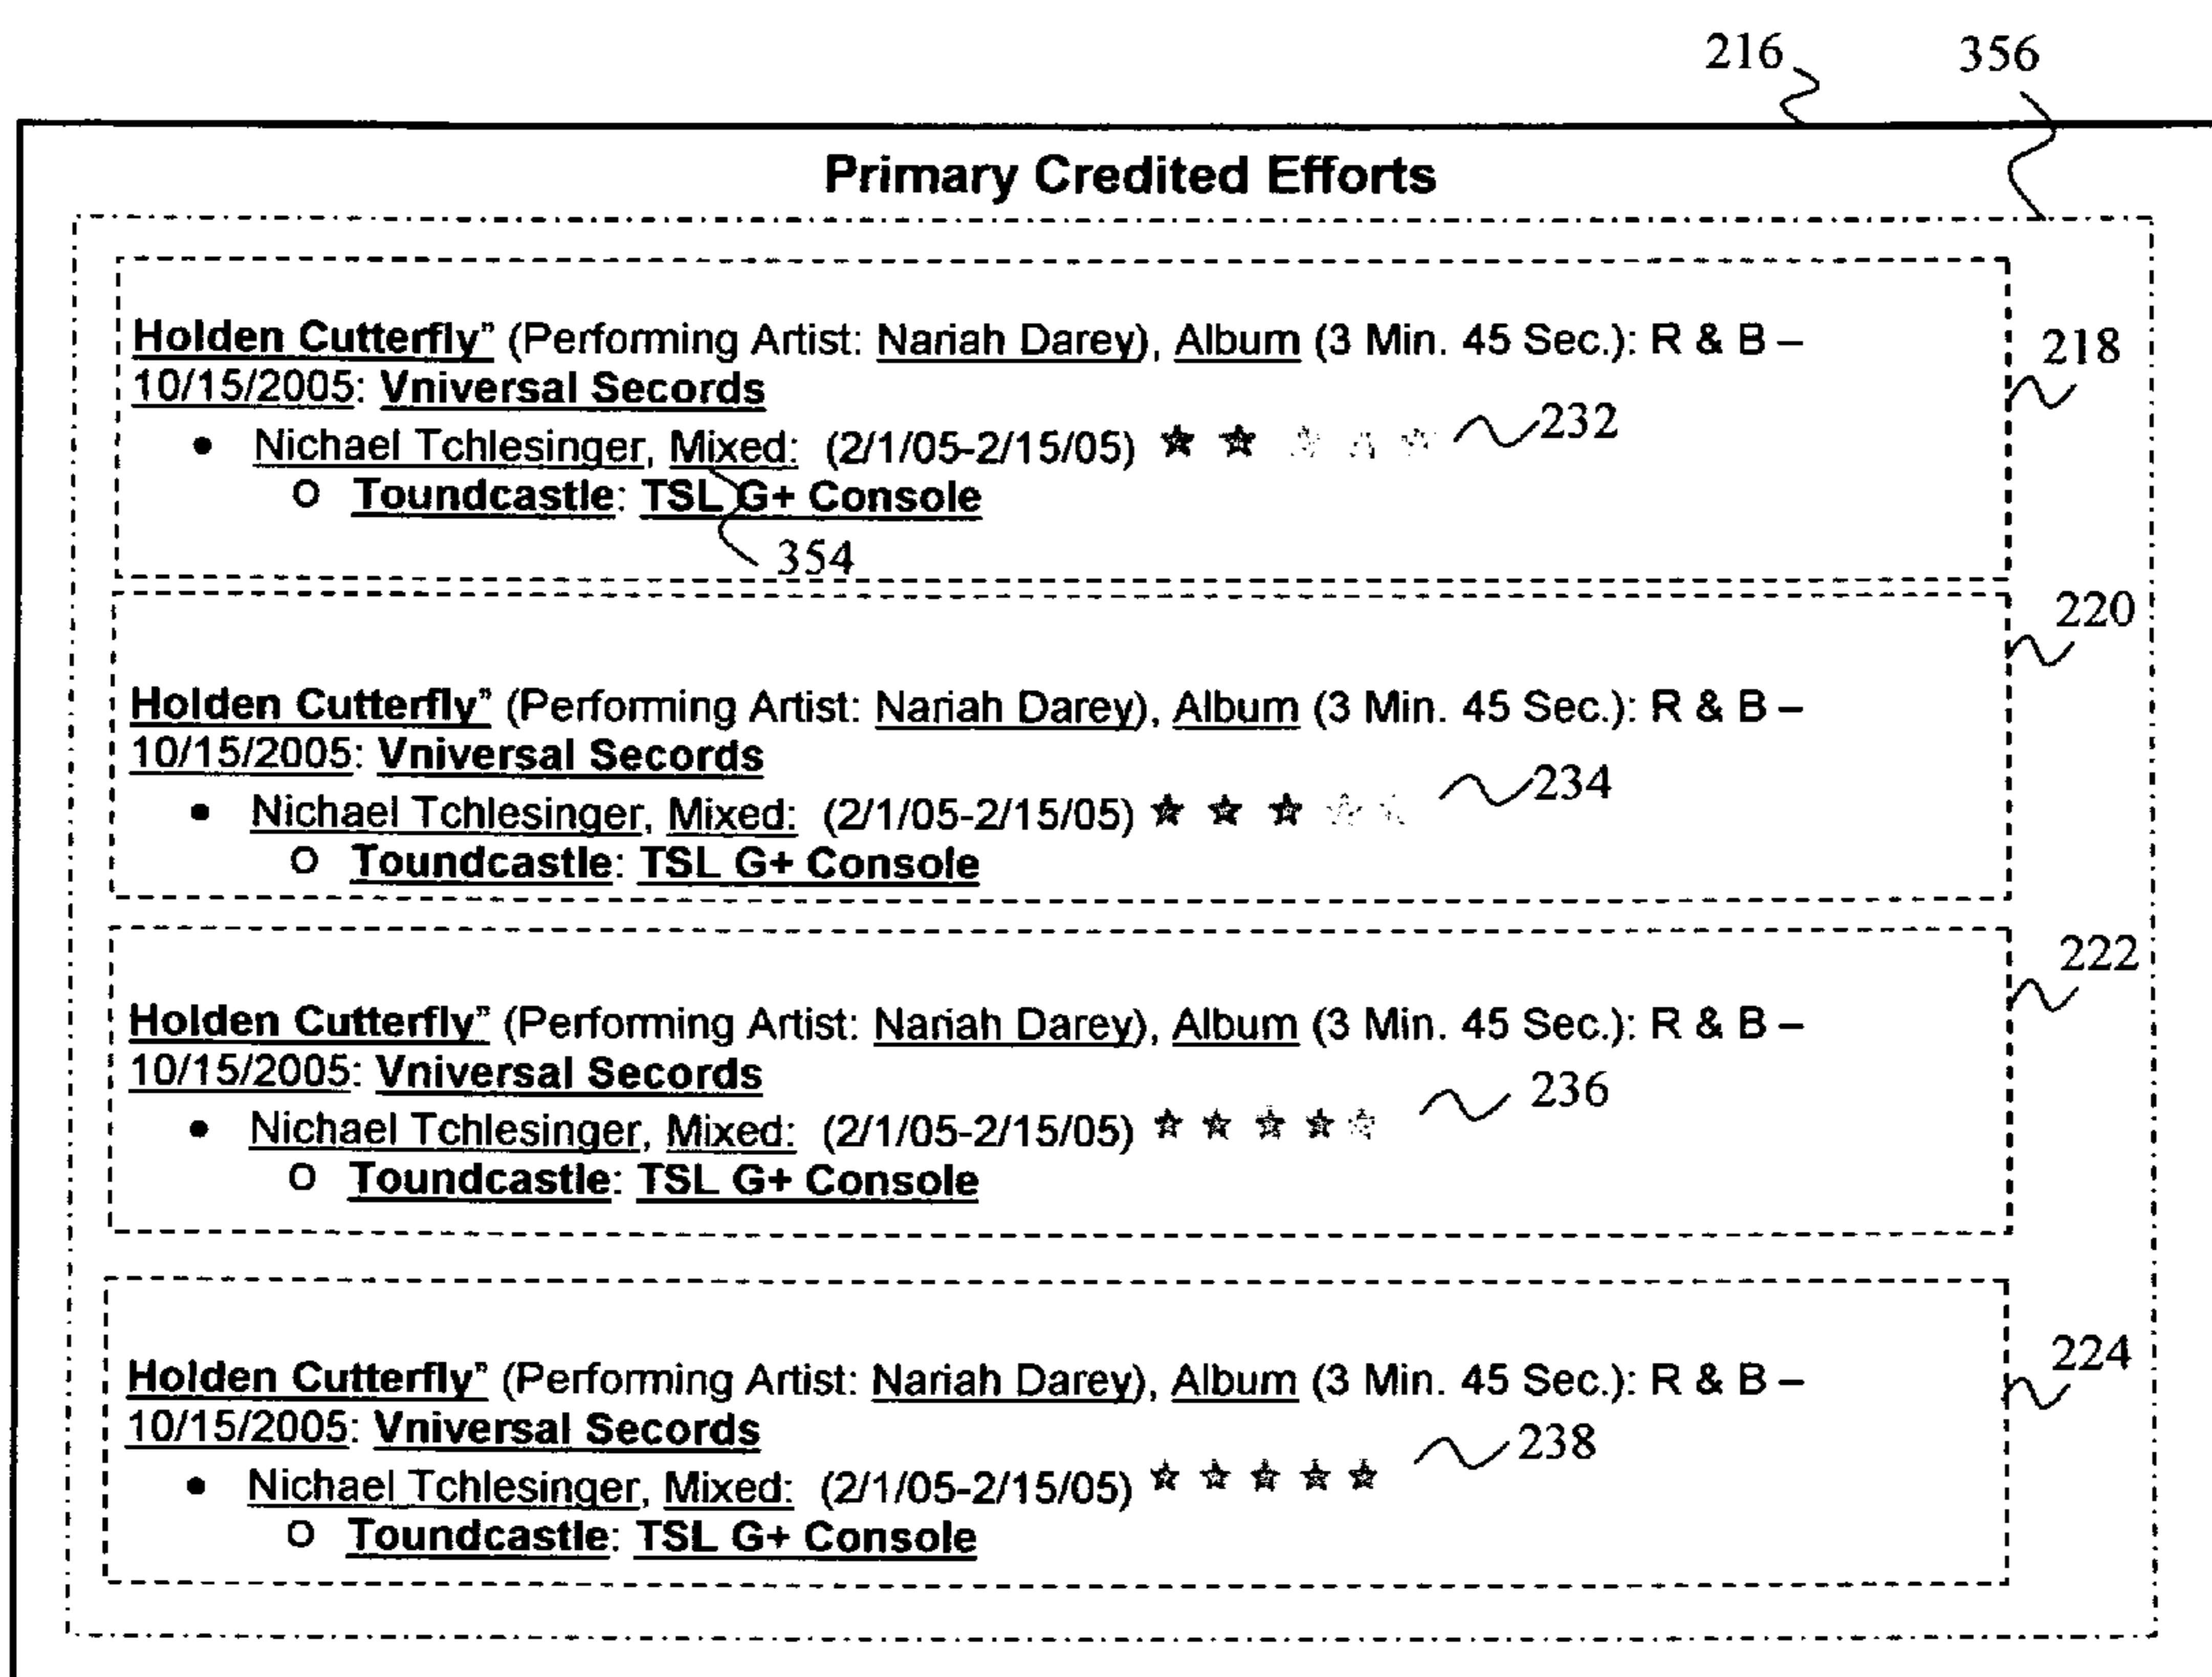 216 356
Primary Credited Efforts
Holden Cutterfly” (Performing Artist: Nariah Darey), Album (3 Min. 45 Sec.): R & B – 218
10/15/2005: Vniversal Secords
• Nichael Tchlesinger, Mixed: (2/1/05-2/15/05) ★ ★ ☆ ☆ ☆ 232
o Toundcastle: TSL G+ Console
354
220
Holden Cutterfly” (Performing Artist: Nariah Darey), Album (3 Min. 45 Sec.): R & B –
10/15/2005: Vniversal Secords
• Nichael Tchlesinger, Mixed: (2/1/05-2/15/05) ★ ★ ★ ☆ ☆ 234
o Toundcastle: TSL G+ Console
222
Holden Cutterfly” (Performing Artist: Nariah Darey), Album (3 Min. 45 Sec.): R & B –
10/15/2005: Vniversal Secords
• Nichael Tchlesinger, Mixed: (2/1/05-2/15/05) ★ ★ ★ ★ ☆ 236
o Toundcastle: TSL G+ Console
224
Holden Cutterfly” (Performing Artist: Nariah Darey), Album (3 Min. 45 Sec.): R & B –
10/15/2005: Vniversal Secords
• Nichael Tchlesinger, Mixed: (2/1/05-2/15/05) ★ ★ ★ ★ ★ 238
o Toundcastle: TSL G+ Console